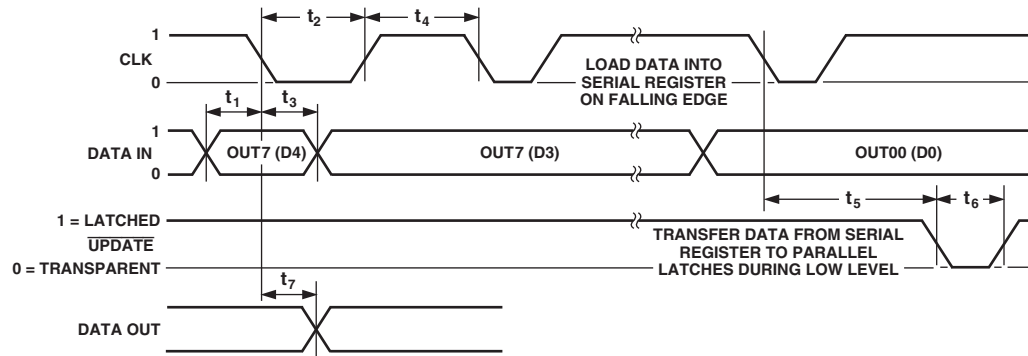 t2
t4
1
CLK
0
LOAD DATA INTO
SERIAL REGISTER
ON FALLING EDGE
t1
t3
1
DATA IN
0
OUT7 (D4)
OUT7 (D3)
OUT00 (D0)
t5
t6
1 = LATCHED
UPDATE
0 = TRANSPARENT
TRANSFER DATA FROM SERIAL
REGISTER TO PARALLEL
LATCHES DURING LOW LEVEL
t7
DATA OUT